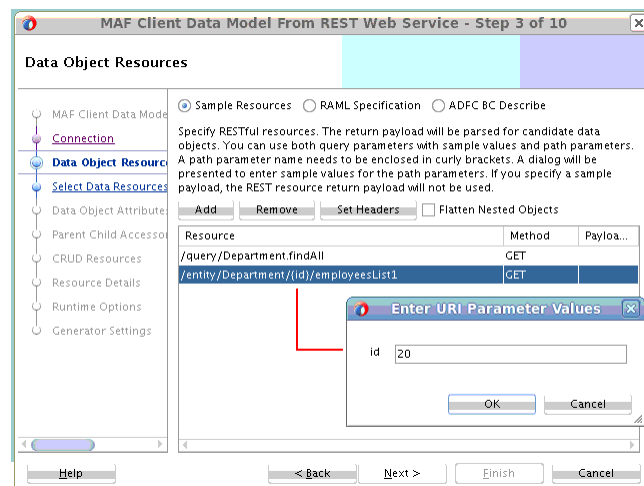 MAF Client Data Model From REST Web Service - Step 3 of 10
Data Object Resources
MAF Client Data Mode
Connection
Data Object Resourc
Select Data Resources
Data Object Attribute
Parent Child Accessor
CRUD Resources
Resource Details
Runtime Options
Generator Settings
Sample Resources RAML Specification ADFC BC Describe
Specify RESTful resources. The return payload will be parsed for candidate data
objects. You can use both query parameters with sample values and path parameters.
A path parameter name needs to be enclosed in curly brackets. A dialog will be
presented to enter sample values for the path parameters. If you specify a sample
payload, the REST resource return payload will not be used.
Add Remove Set Headers Flatten Nested Objects
Resource Method Payloa...
/query/Department.findAll GET
/entity/Department/{id}/employeesList1 GET
Enter URI Parameter Values
id 20
OK Cancel
Help < Back Next > Finish Cancel